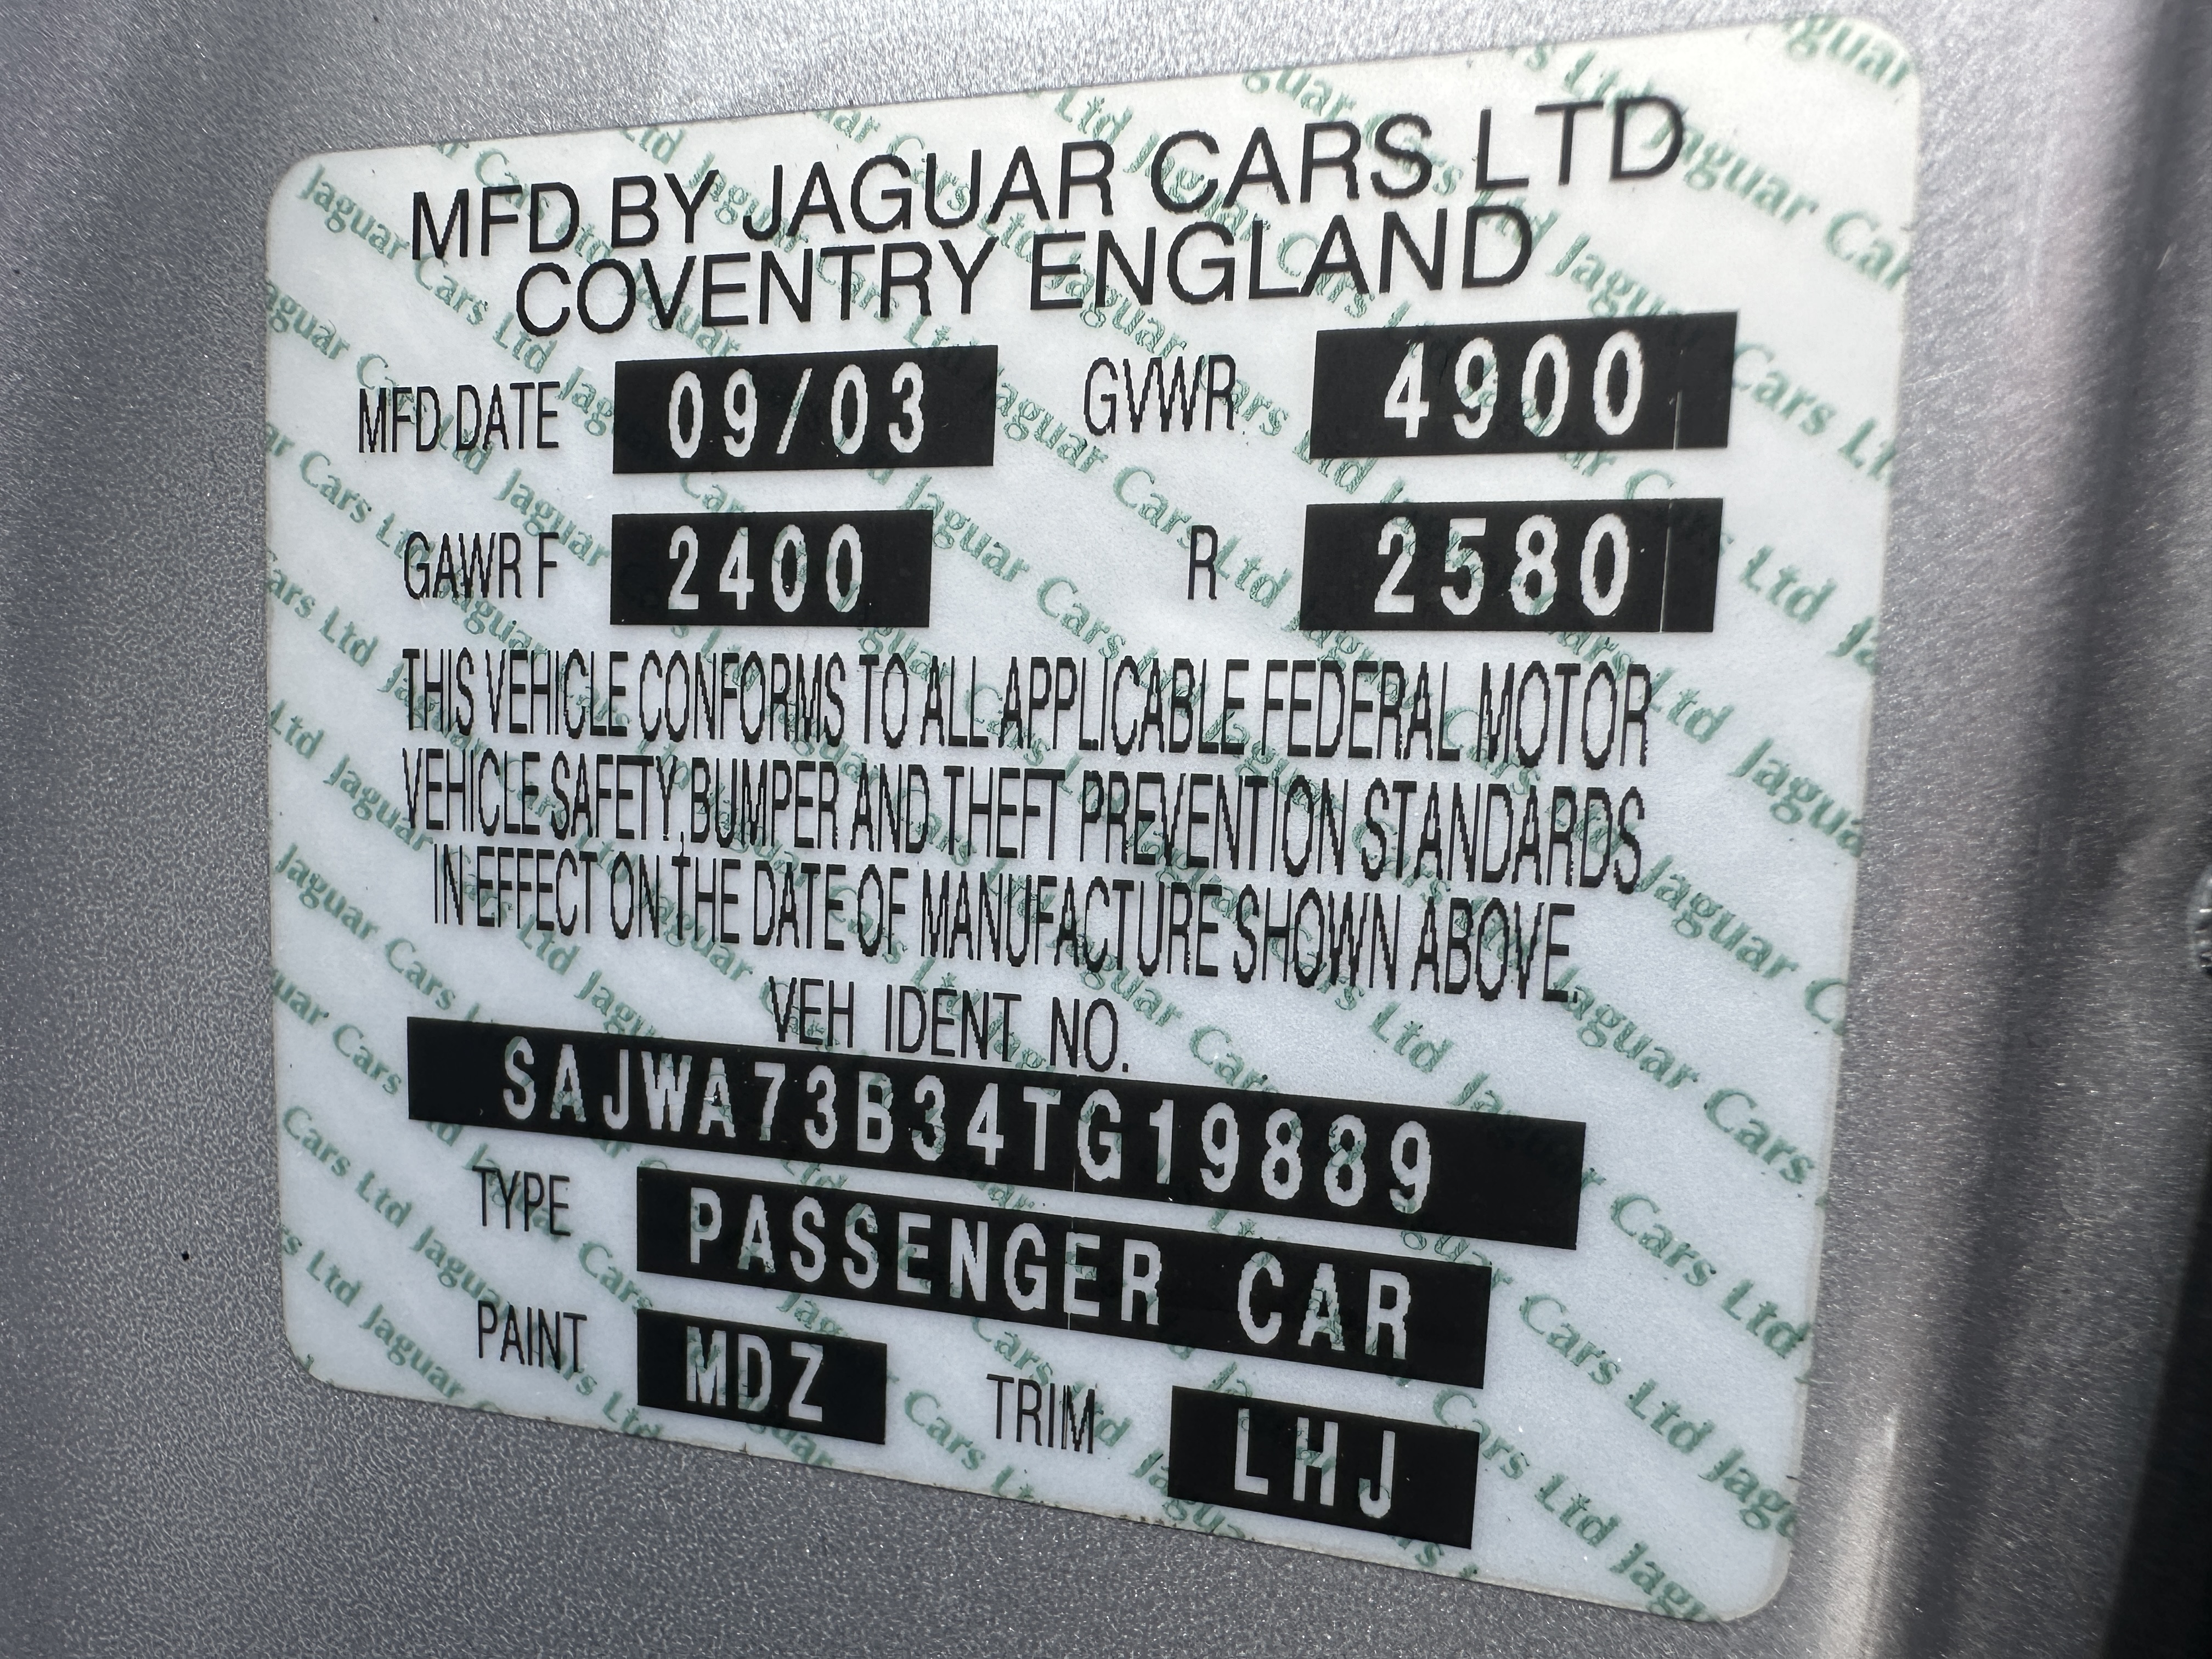 MFD BY JAGUAR CARS LTD
COVENTRY ENGLAND
MFD DATE 09/03 GVWR 4900
GAWR F 2400 R 2580
THIS VEHICLE CONFORMS TO ALL APPLICABLE FEDERAL MOTOR
VEHICLE SAFETY,BUMPER AND THEFT PREVENTION STANDARDS
IN EFFECT ON THE DATE OF MANUFACTURE SHOWN ABOVE.
VEH IDENT NO.
SAJWA73B34TG19889
TYPE PASSENGER CAR
PAINT MDZ TRIM LHJ